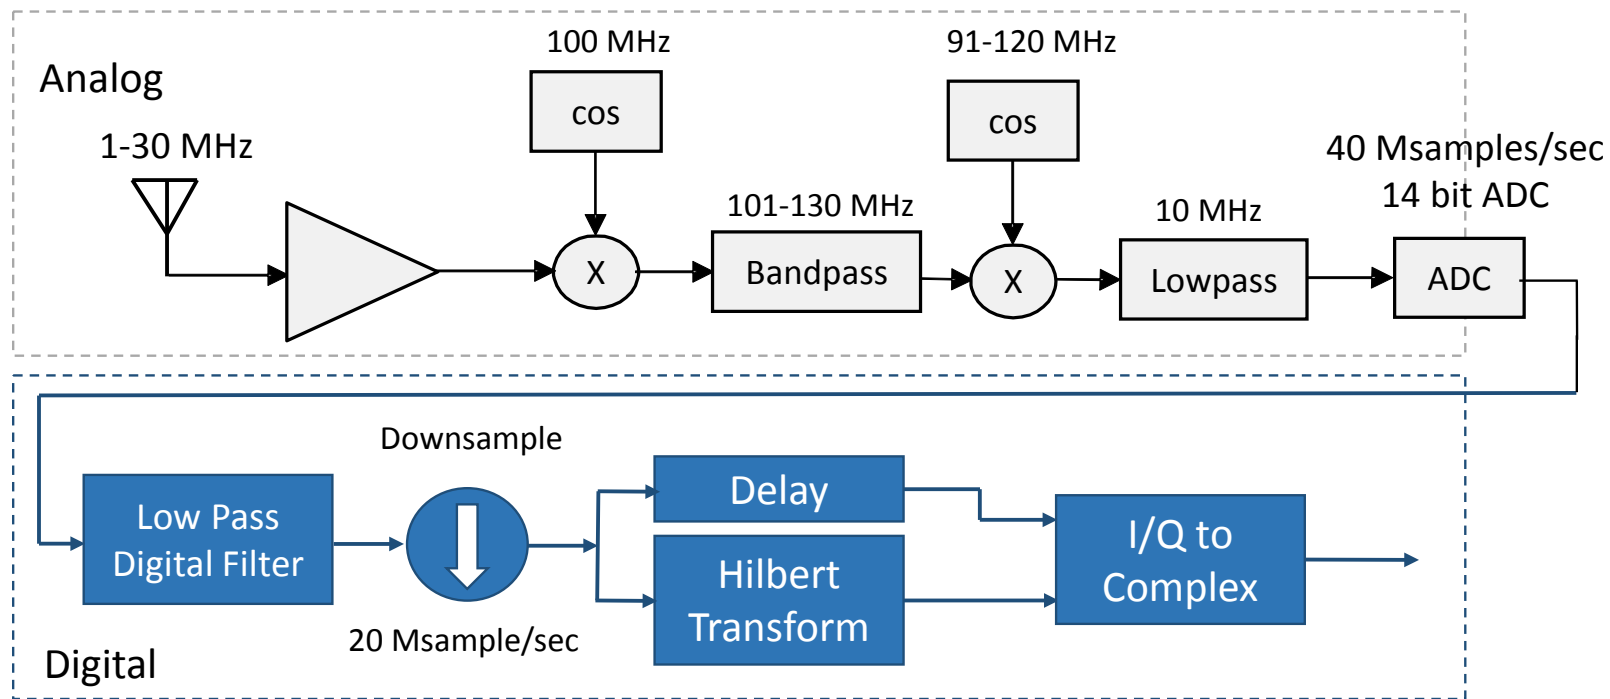 Analog
1-30 MHz
100 MHz
cos
X
101-130 MHz
Bandpass
91-120 MHz
cos
X
10 MHz
Lowpass
40 Msamples/sec
14 bit ADC
ADC
Low Pass
Digital Filter
Downsample
20 Msample/sec
Delay
Hilbert
Transform
I/Q to
Complex
Digital